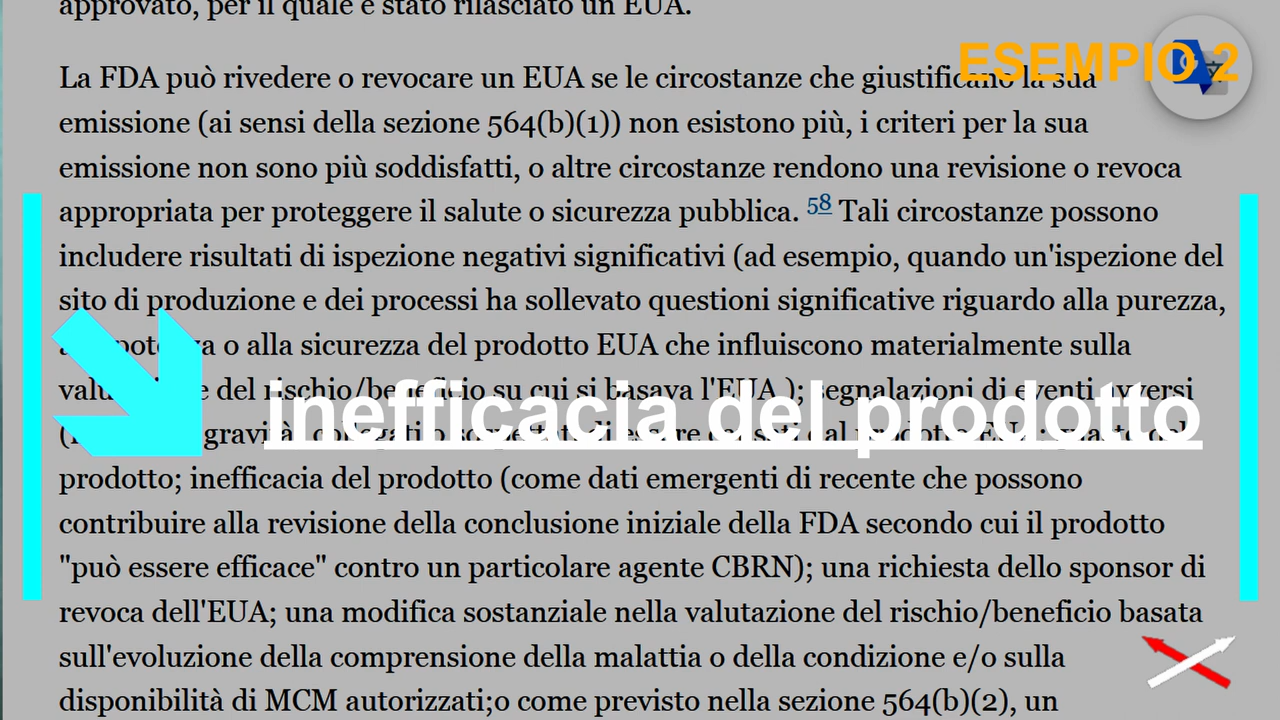 approvato, per il quale è stato rilasciato un EUA.
ESEMPIO 2
La FDA può rivedere o revocare un EUA se le circostanze che giustificano la sua
emissione (ai sensi della sezione 564(b)(1)) non esistono più, i criteri per la sua
emissione non sono più soddisfatti, o altre circostanze rendono una revisione o revoca
appropriata per proteggere il salute o sicurezza pubblica. 58 Tali circostanze possono
includere risultati di ispezione negativi significativi (ad esempio, quando un'ispezione del
sito di produzione e dei processi ha sollevato questioni significative riguardo alla purezza,
o alla sicurezza del prodotto EUA che influiscono materialmente sulla
del rischio/beneficio su cui si basava l'EUA ); segnalazioni di eventi avversi
inefficacia del prodotto
gravità) collegati o sospettati di essere causati dal prodotto EUA;
prodotto; inefficacia del prodotto (come dati emergenti di recente che possono
contribuire alla revisione della conclusione iniziale della FDA secondo cui il prodotto
"può essere efficace" contro un particolare agente CBRN); una richiesta dello sponsor di
revoca dell'EUA; una modifica sostanziale nella valutazione del rischio/beneficio basata
sull'evoluzione della comprensione della malattia o della condizione e/o sulla
disponibilità di MCM autorizzati;o come previsto nella sezione 564(b)(2), un